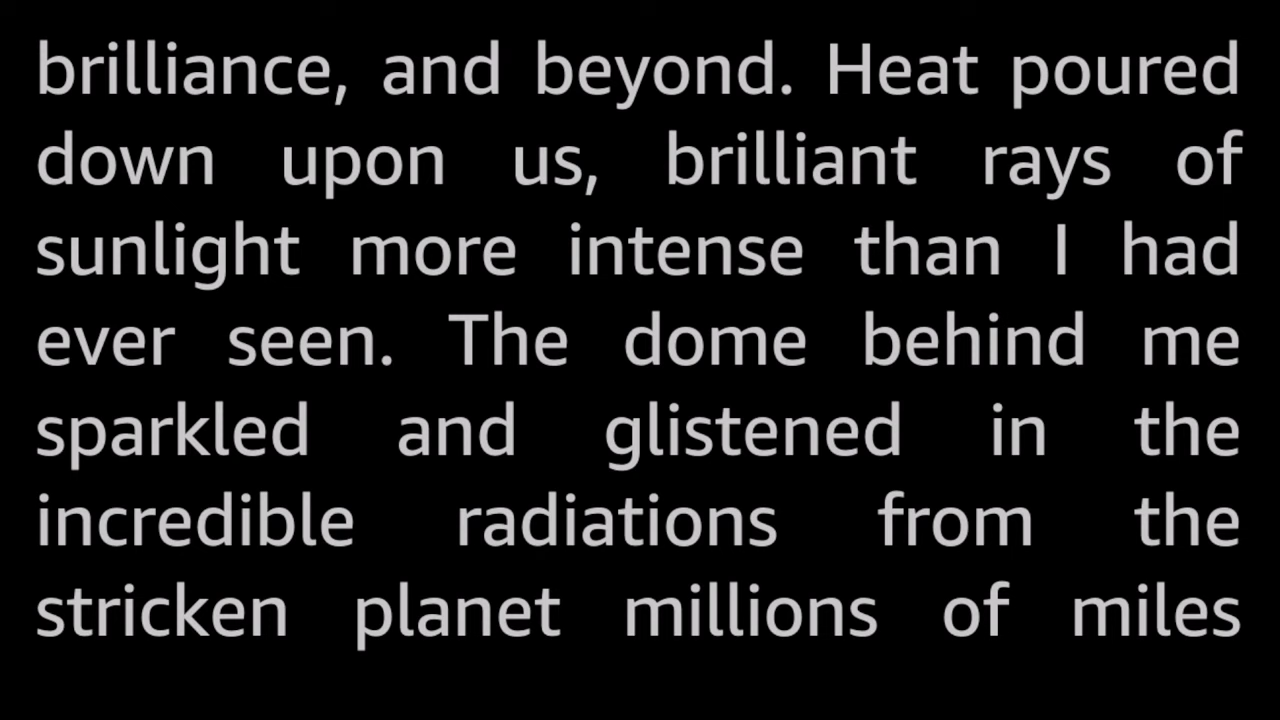 brilliance, and beyond. Heat poured
down upon us, brilliant rays of
sunlight more intense than I had
ever seen. The dome behind me
sparkled and glistened in the
incredible radiations from the
stricken planet millions of miles